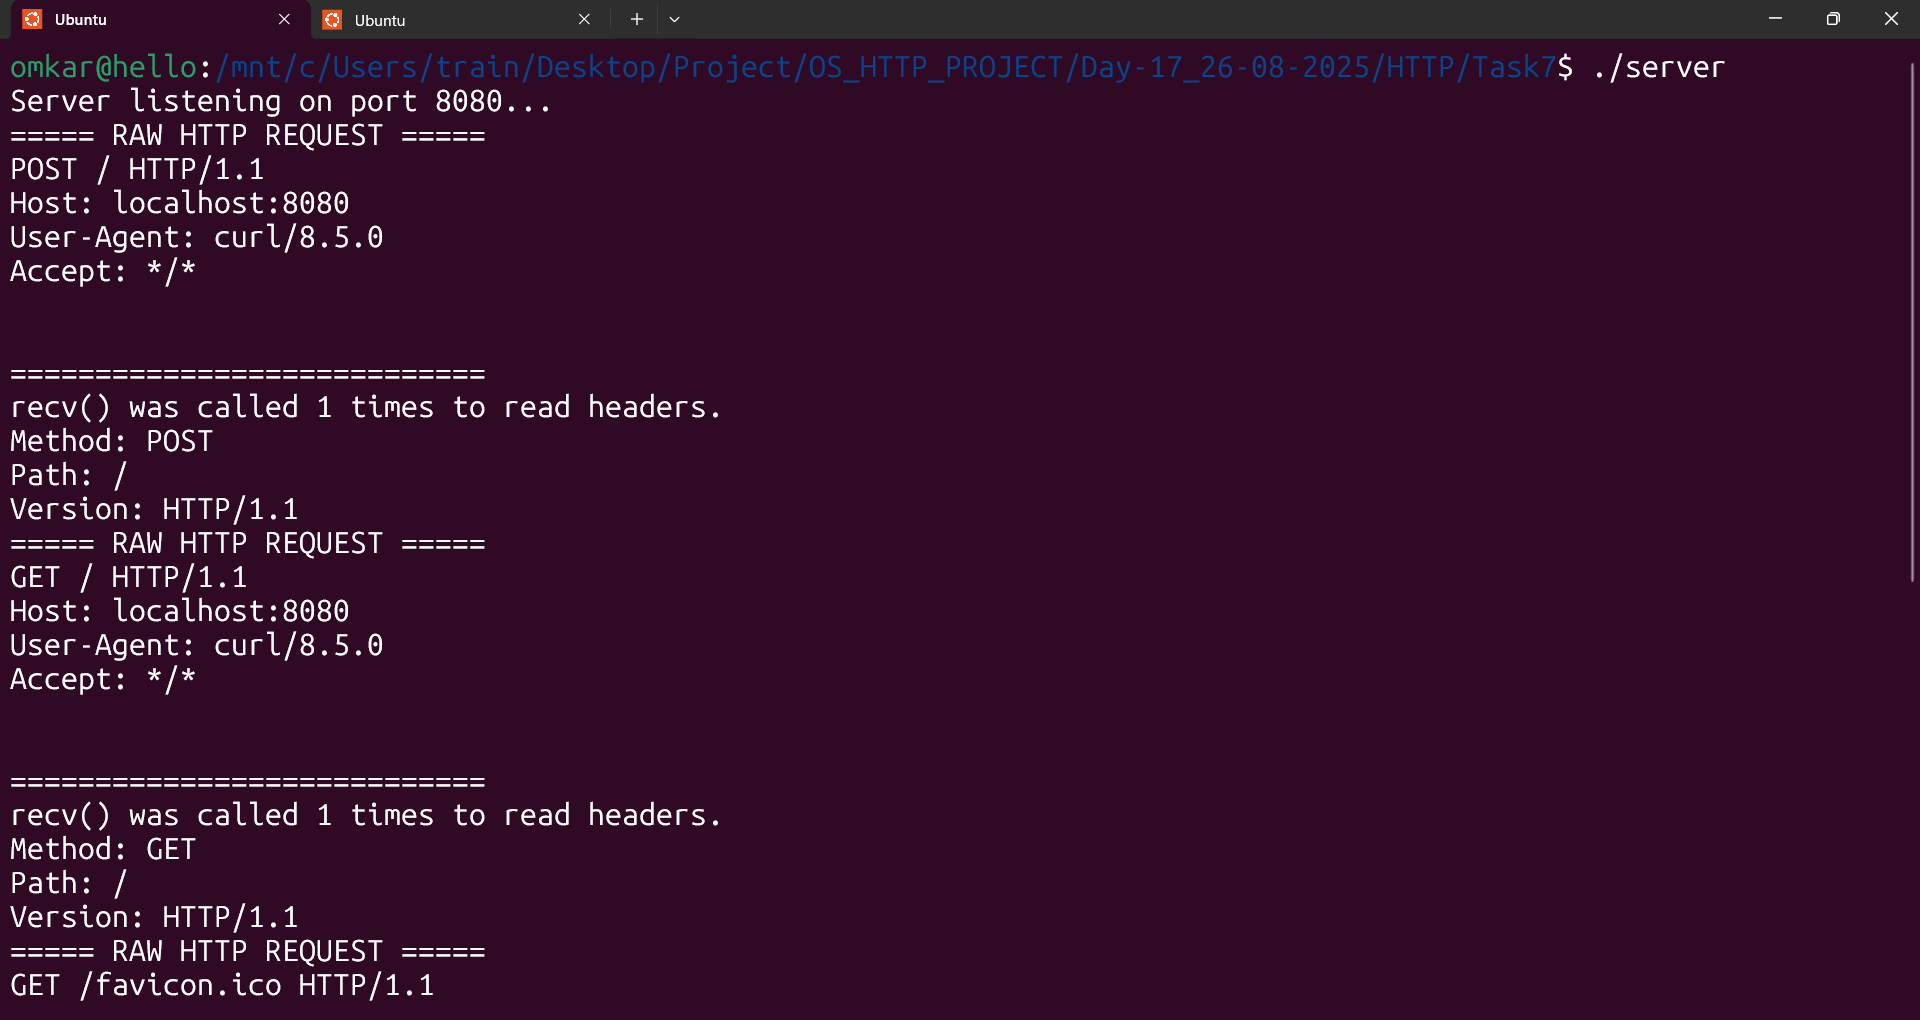 Ubuntu
Ubuntu
omkar@hello:/mnt/c/Users/train/Desktop/Project/OS_HTTP_PROJECT/Day-17_26-08-2025/HTTP/Task7$ ./server
Server listening on port 8080...
===== RAW HTTP REQUEST =====
POST / HTTP/1.1
Host: localhost:8080
User-Agent: curl/8.5.0
Accept: */*
============================
recv() was called 1 times to read headers.
Method: POST
Path: /
Version: HTTP/1.1
===== RAW HTTP REQUEST =====
GET / HTTP/1.1
Host: localhost:8080
User-Agent: curl/8.5.0
Accept: */*
============================
recv() was called 1 times to read headers.
Method: GET
Path: /
Version: HTTP/1.1
===== RAW HTTP REQUEST =====
GET /favicon.ico HTTP/1.1